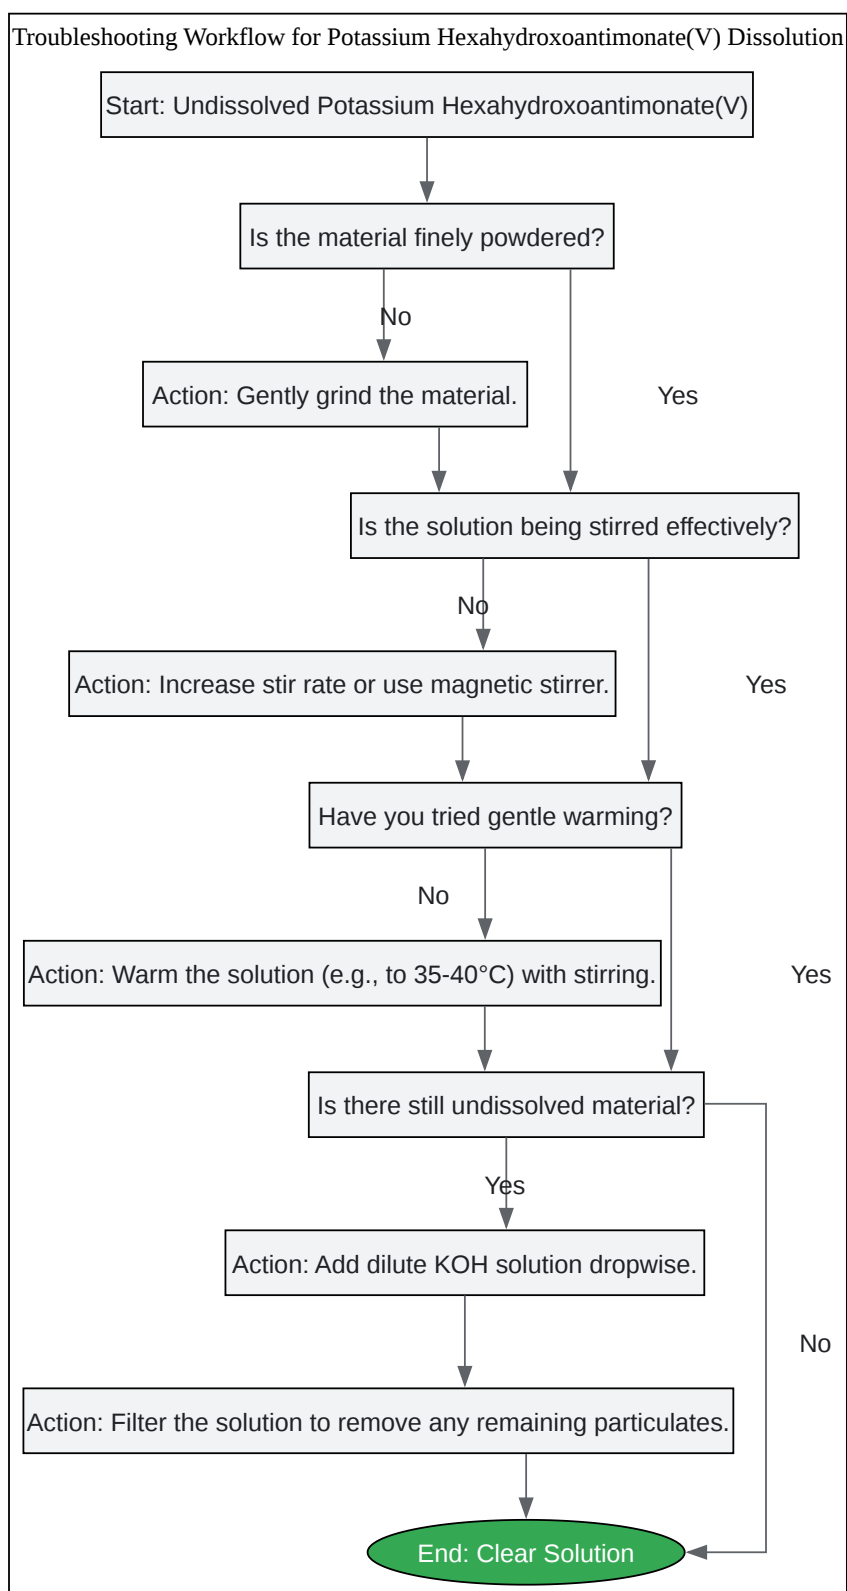 Troubleshooting Workflow for Potassium Hexahydroxoantimonate(V) Dissolution
Start: Undissolved Potassium Hexahydroxoantimonate(V)
Is the material finely powdered?
No
Action: Gently grind the material.
Yes
Is the solution being stirred effectively?
No
Action: Increase stir rate or use magnetic stirrer.
Yes
Have you tried gentle warming?
No
Action: Warm the solution (e.g., to 35-40°C) with stirring.
Yes
Is there still undissolved material?
Yes
Action: Add dilute KOH solution dropwise.
No
Action: Filter the solution to remove any remaining particulates.
End: Clear Solution